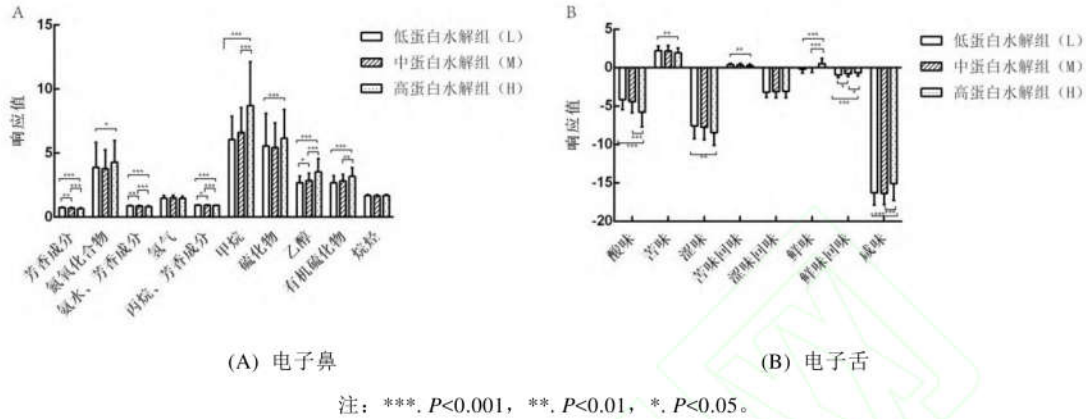 A
15
10
5
0
响应值
低蛋白水解组（L）
中蛋白水解组（M）
高蛋白水解组（H）
芳香成分
氮氧化合物
氨水、芳香成分
氢气
丙烷、芳香成分
甲烷
硫化物
乙醇
有机硫化物
烷烃
(A) 电子鼻
B
5
0
-5
-10
-15
-20
响应值
低蛋白水解组（L）
中蛋白水解组（M）
高蛋白水解组（H）
酸味
苦味
涩味
苦味回味
涩味回味
鲜味
鲜味回味
咸味
(B) 电子舌
注：***. P<0.001，**. P<0.01，*. P<0.05。